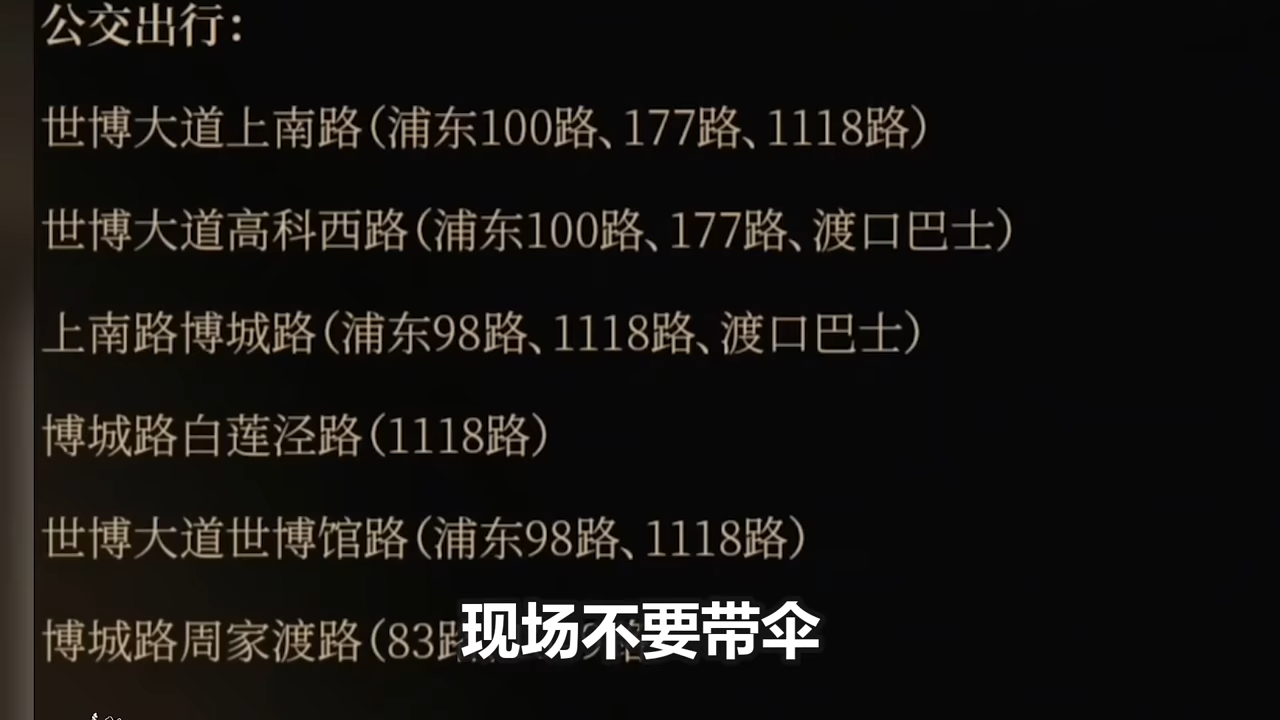 公交出行：
世博大道上南路（浦东100路、177路、1118路）
世博大道高科西路（浦东100路、177路、渡口巴士）
上南路博城路（浦东98路、1118路、渡口巴士）
博城路白莲泾路（1118路）
世博大道世博馆路（浦东98路、1118路）
博城路周家渡路（83路
现场不要带伞